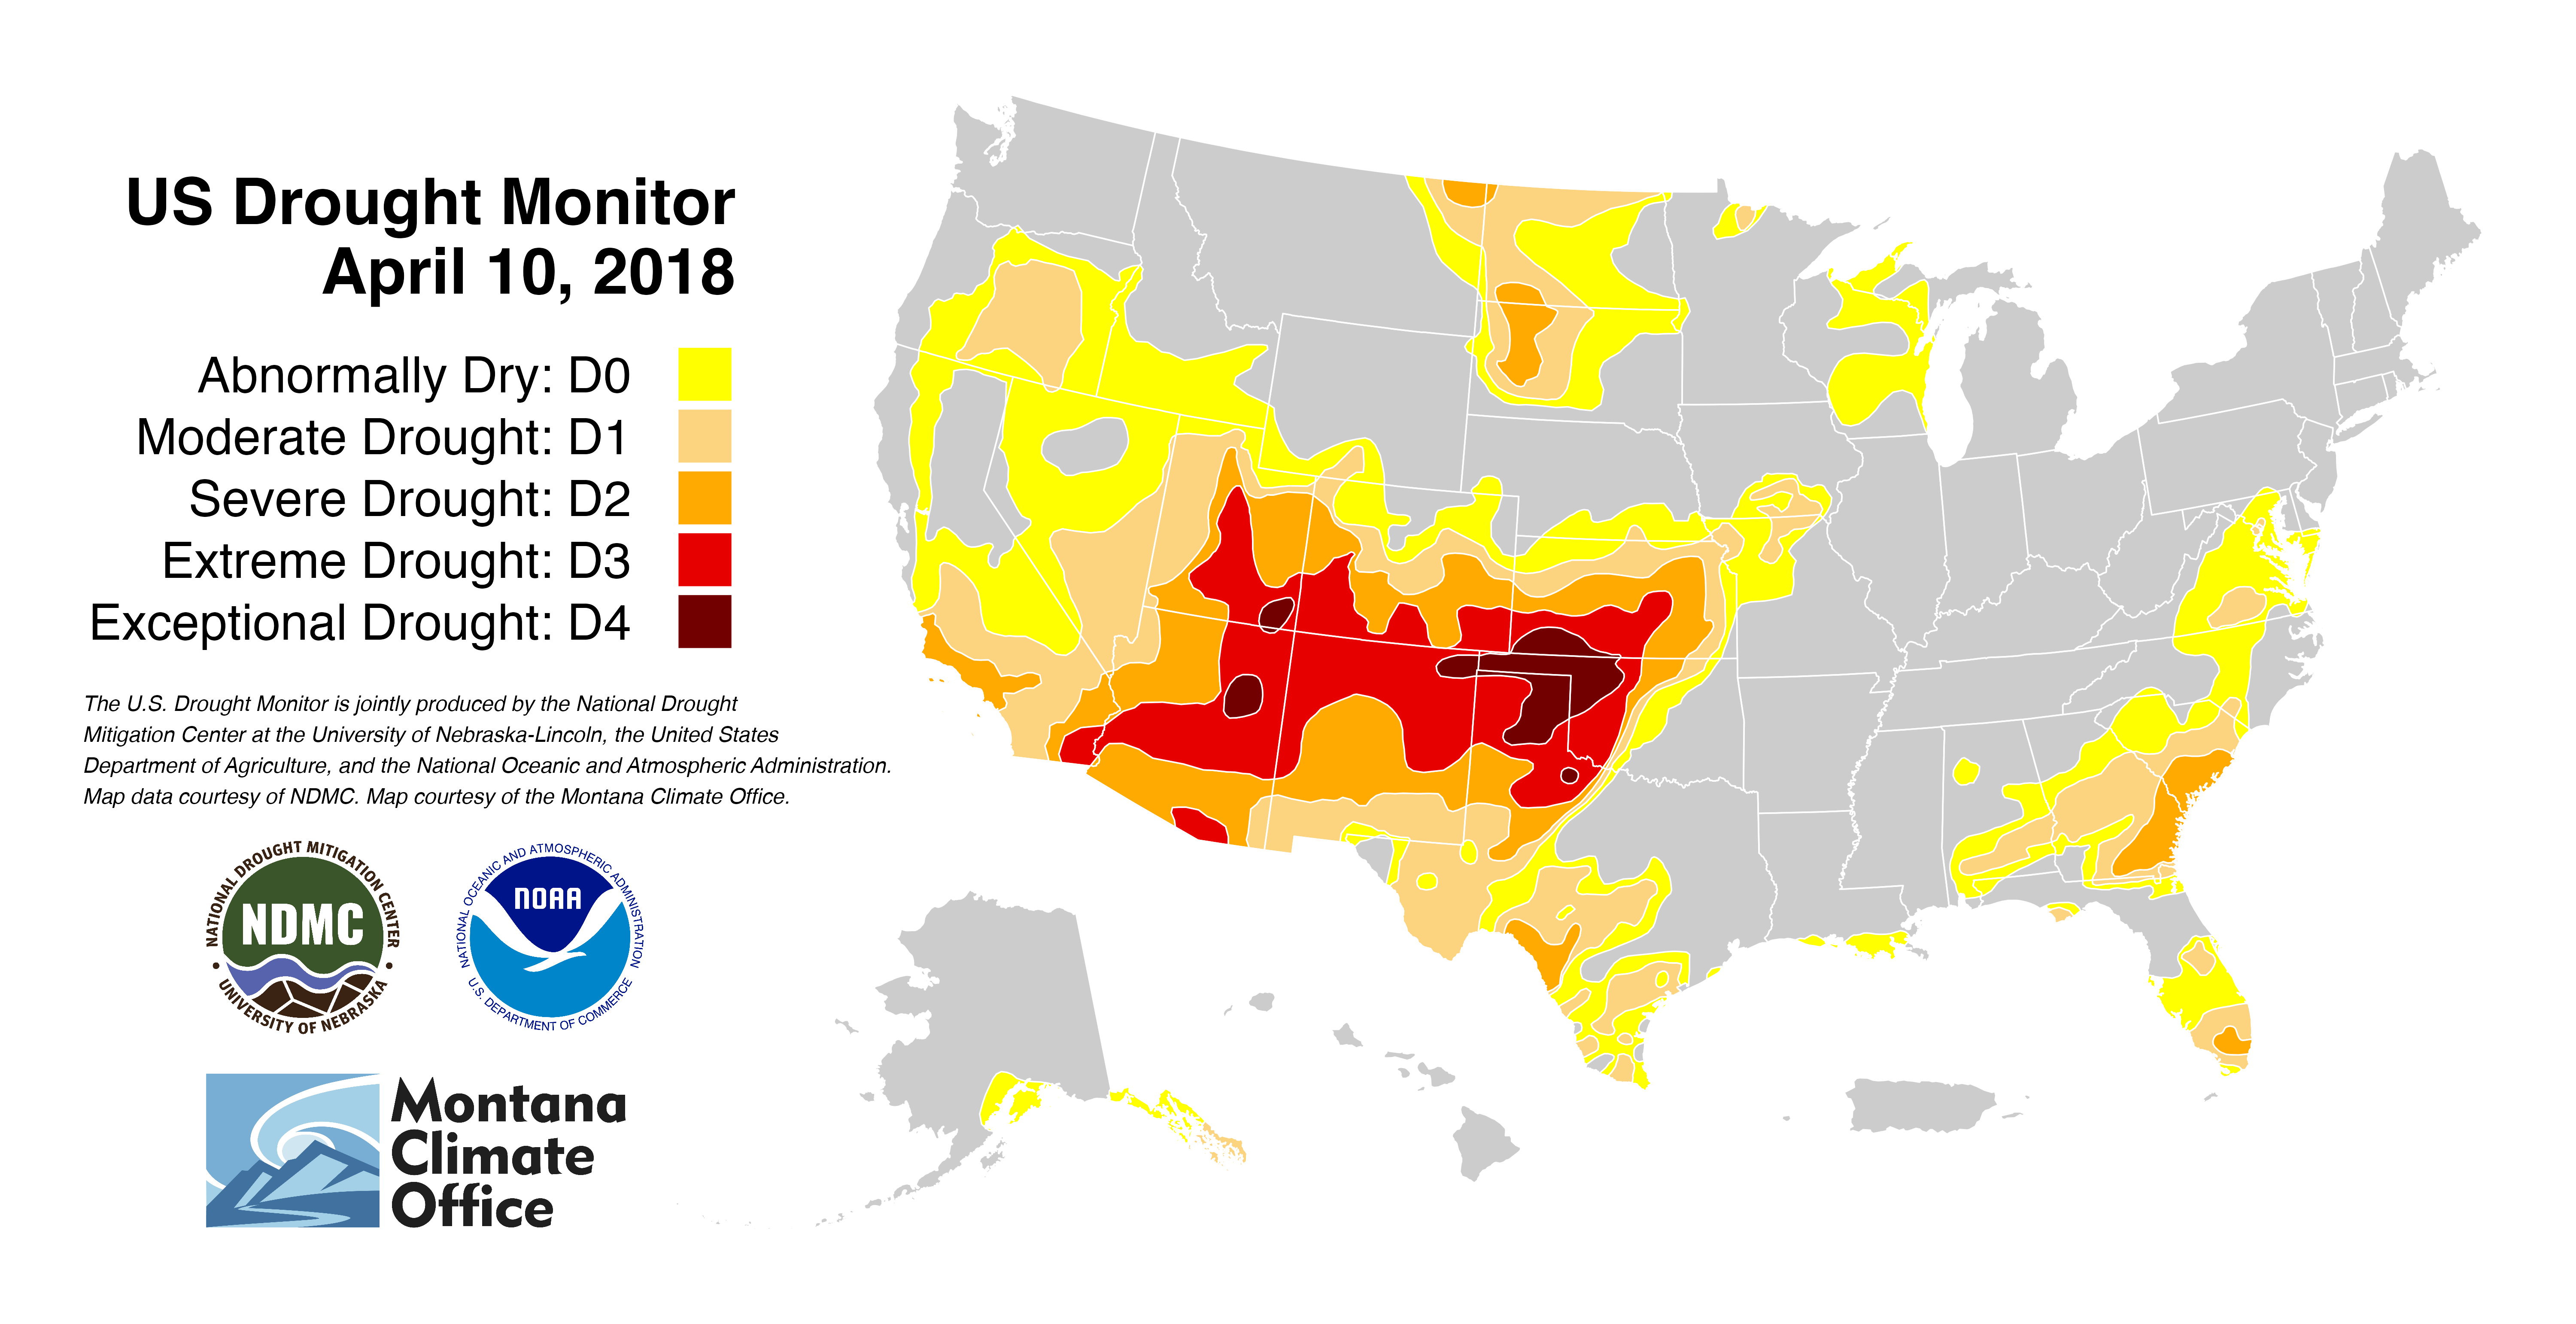 US Drought Monitor
April 10, 2018
Abnormally Dry: D0
Moderate Drought: D1
Severe Drought: D2
Extreme Drought: D3
Exceptional Drought: D4
The U.S. Drought Monitor is jointly produced by the National Drought
Mitigation Center at the University of Nebraska-Lincoln, the United States
Department of Agriculture, and the National Oceanic and Atmospheric Administration.
Map data courtesy of NDMC. Map courtesy of the Montana Climate Office.
NATIONAL DROUGHT MITIGATION CENTER
NDMC
• UNIVERSITY OF NEBRASKA •
NATIONAL OCEANIC AND ATMOSPHERIC ADMINISTRATION
NOAA
U.S. DEPARTMENT OF COMMERCE
Montana
Climate
Office